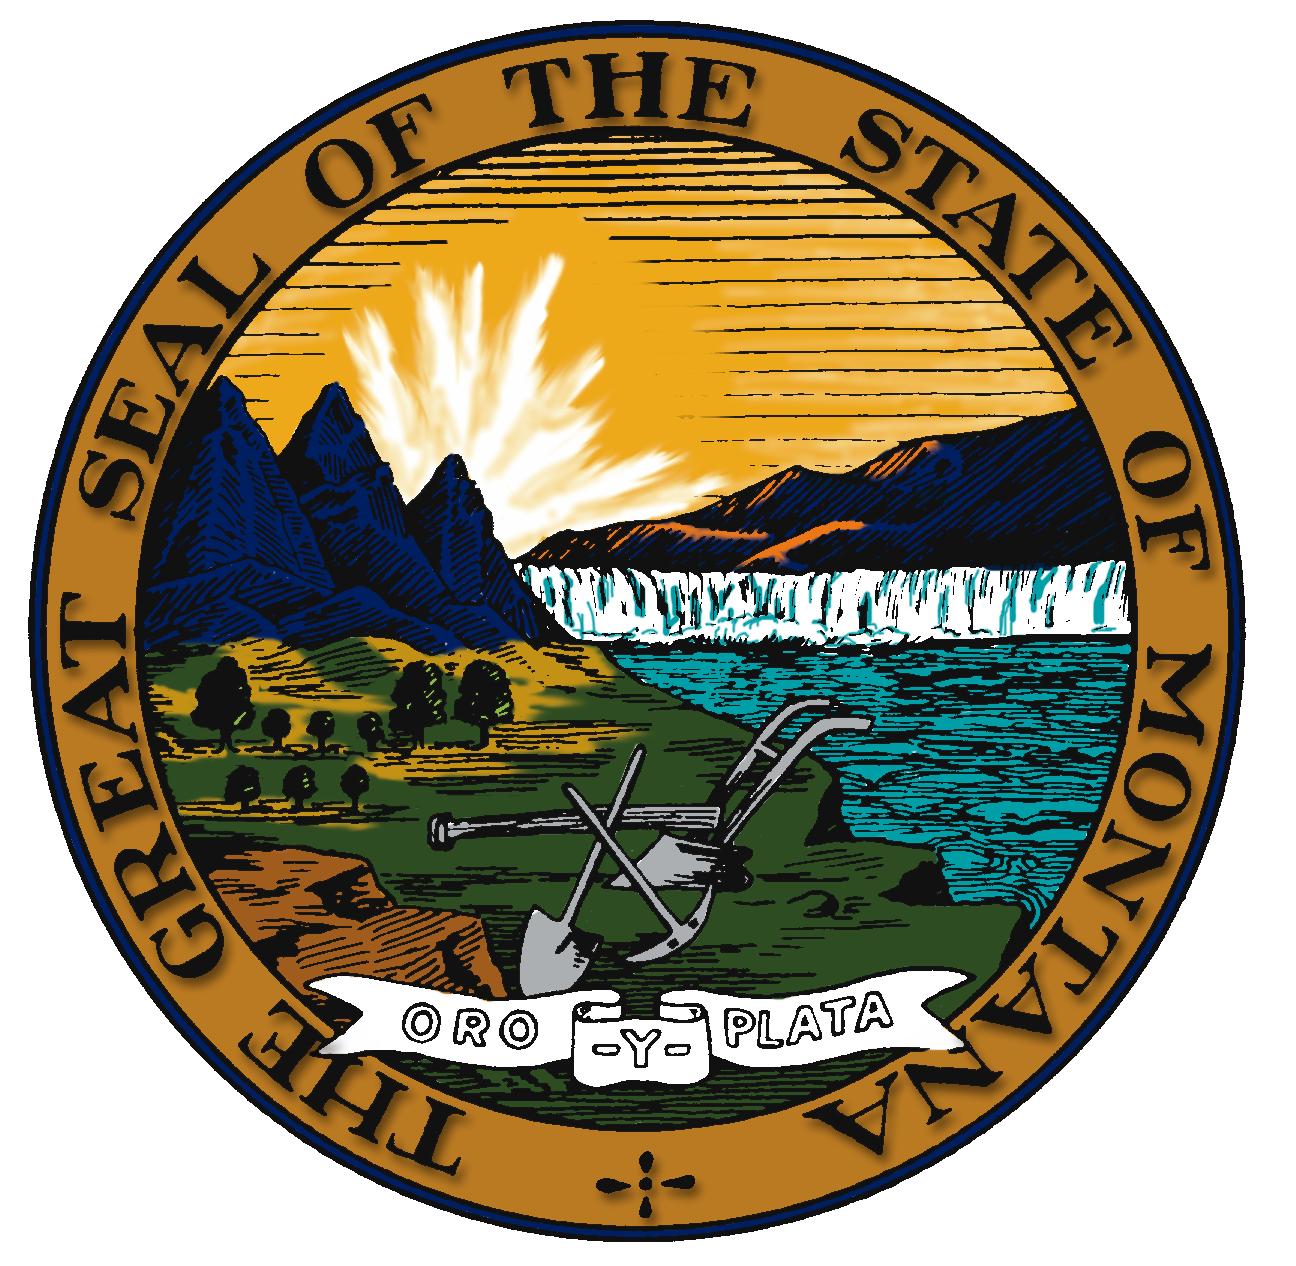 THE GREAT SEAL OF THE STATE OF MONTANA
ORO -Y- PLATA